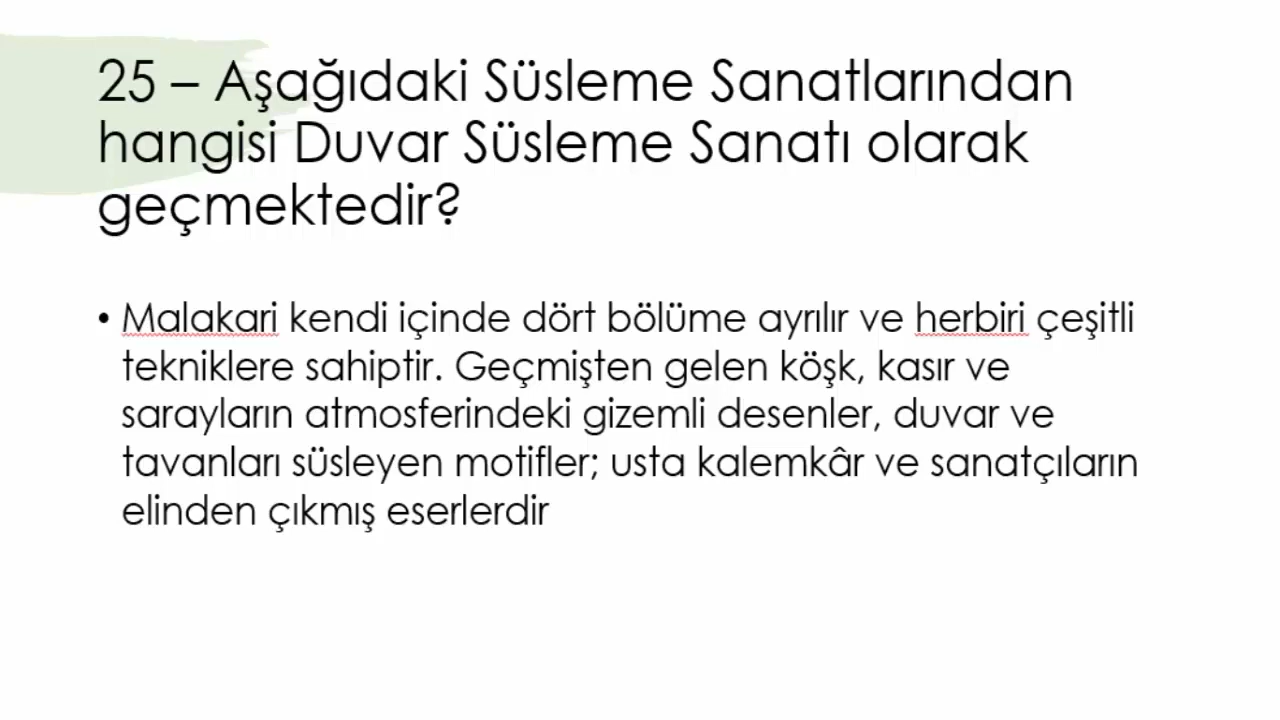 25 – Aşağıdaki Süsleme Sanatlarından
hangisi Duvar Süsleme Sanatı olarak
geçmektedir?
• Malakari kendi içinde dört bölüme ayrılır ve herbiri çeşitli
tekniklere sahiptir. Geçmişten gelen köşk, kasır ve
sarayların atmosferindeki gizemli desenler, duvar ve
tavanları süsleyen motifler; usta kalemkâr ve sanatçıların
elinden çıkmış eserlerdir